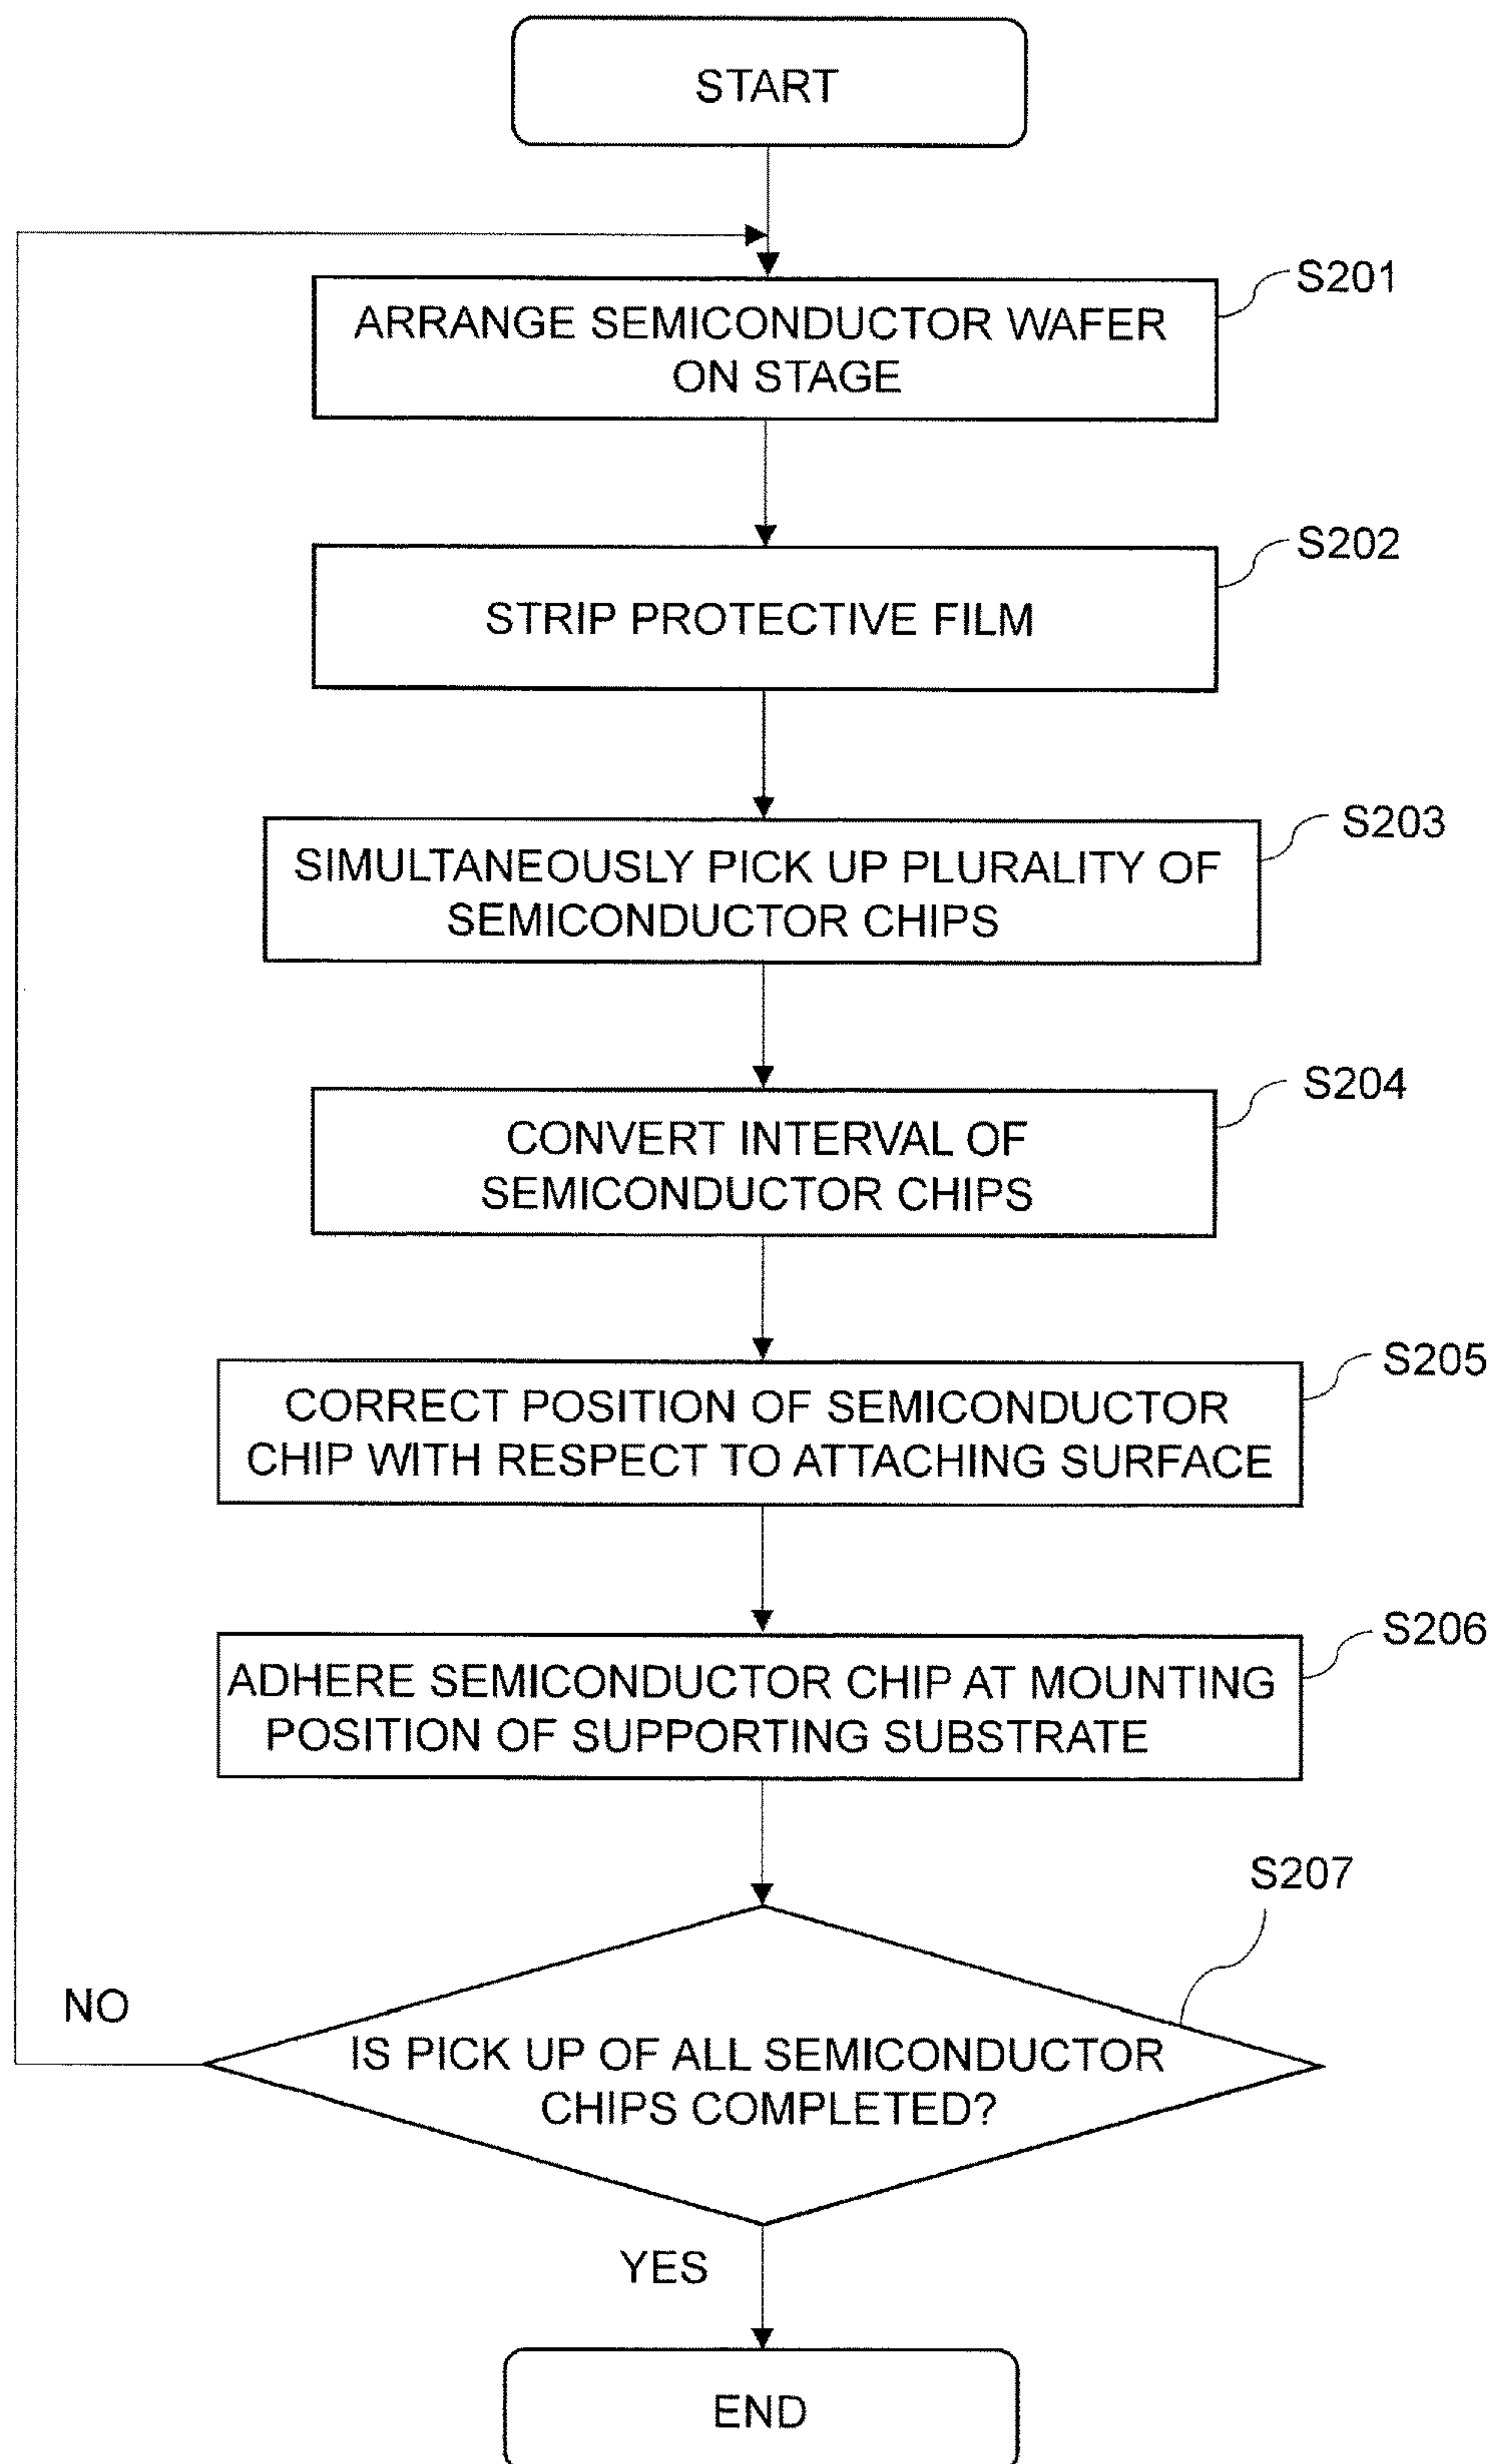 START
S201
ARRANGE SEMICONDUCTOR WAFER
ON STAGE
S202
STRIP PROTECTIVE FILM
S203
SIMULTANEOUSLY PICK UP PLURALITY OF
SEMICONDUCTOR CHIPS
S204
CONVERT INTERVAL OF
SEMICONDUCTOR CHIPS
S205
CORRECT POSITION OF SEMICONDUCTOR
CHIP WITH RESPECT TO ATTACHING SURFACE
S206
ADHERE SEMICONDUCTOR CHIP AT MOUNTING
POSITION OF SUPPORTING SUBSTRATE
S207
NO
IS PICK UP OF ALL SEMICONDUCTOR
CHIPS COMPLETED?
YES
END